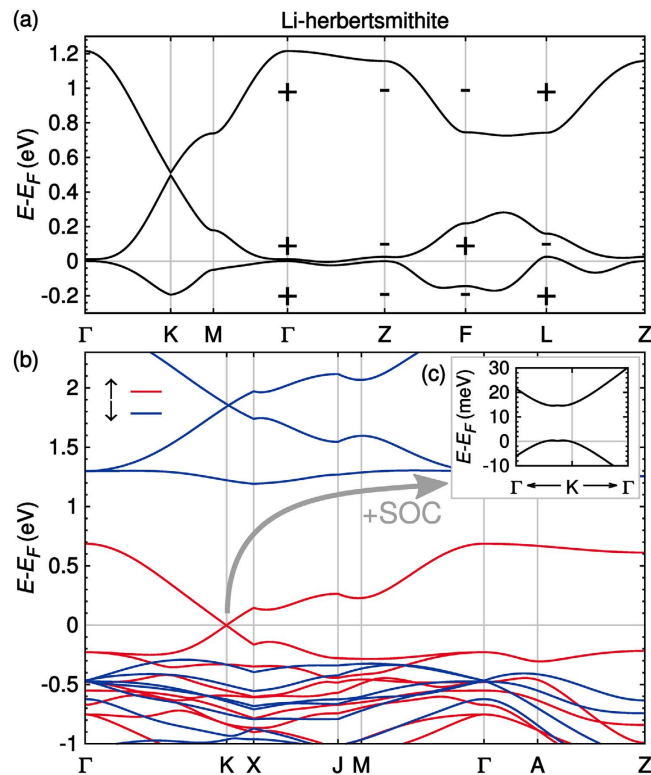 (a) Li-herbertsmithite
1.2
1
0.8
0.6
0.4
0.2
0
-0.2
E-E_F (eV)
+ - - +
+ - + -
+ - - +
Γ K M Γ Z F L Z
(b)
↑
↓
2
1.5
1
0.5
0
-0.5
-1
E-E_F (eV)
+SOC
(c)
30
20
10
0
-10
E-E_F (meV)
Γ ← K → Γ
Γ K X J M Γ A Z